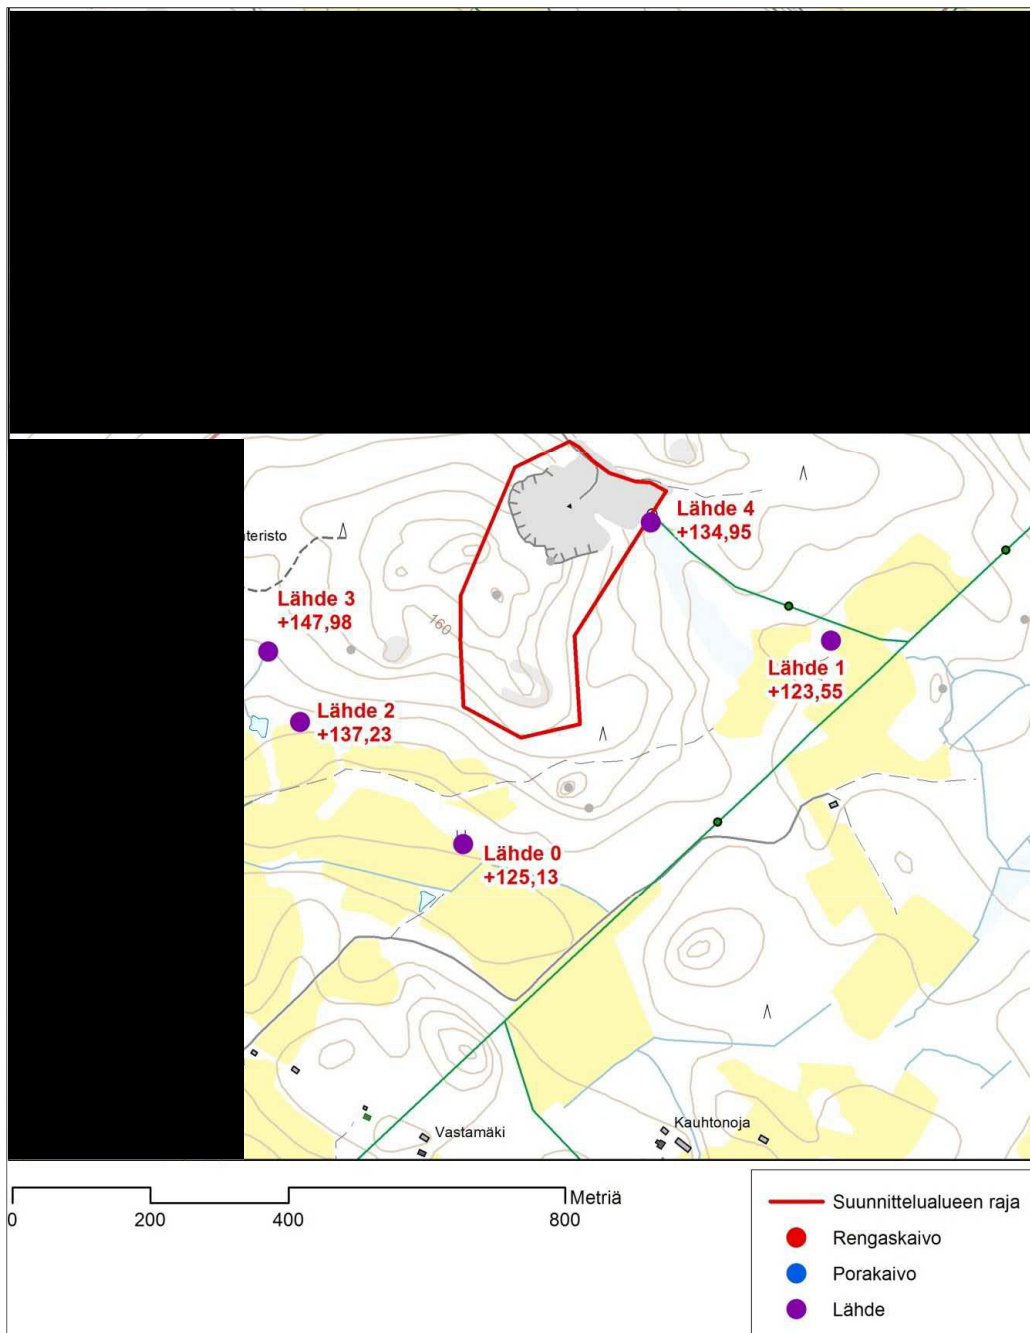 Lähde 4
+134,95
iteristo
Lähde 3
+147,98
160
Lähde 1
+123,55
Lähde 2
+137,23
Lähde 0
+125,13
Vastamäki
Kauhtonoja
Metriä
0 200 400 800
Suunnittelualueen raja
Rengaskaivo
Porakaivo
Lähde